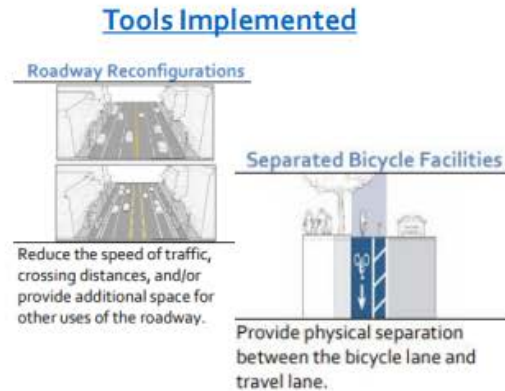 Tools Implemented
Roadway Reconfigurations
Reduce the speed of traffic,
crossing distances, and/or
provide additional space for
other uses of the roadway.
Separated Bicycle Facilities
Provide physical separation
between the bicycle lane and
travel lane.